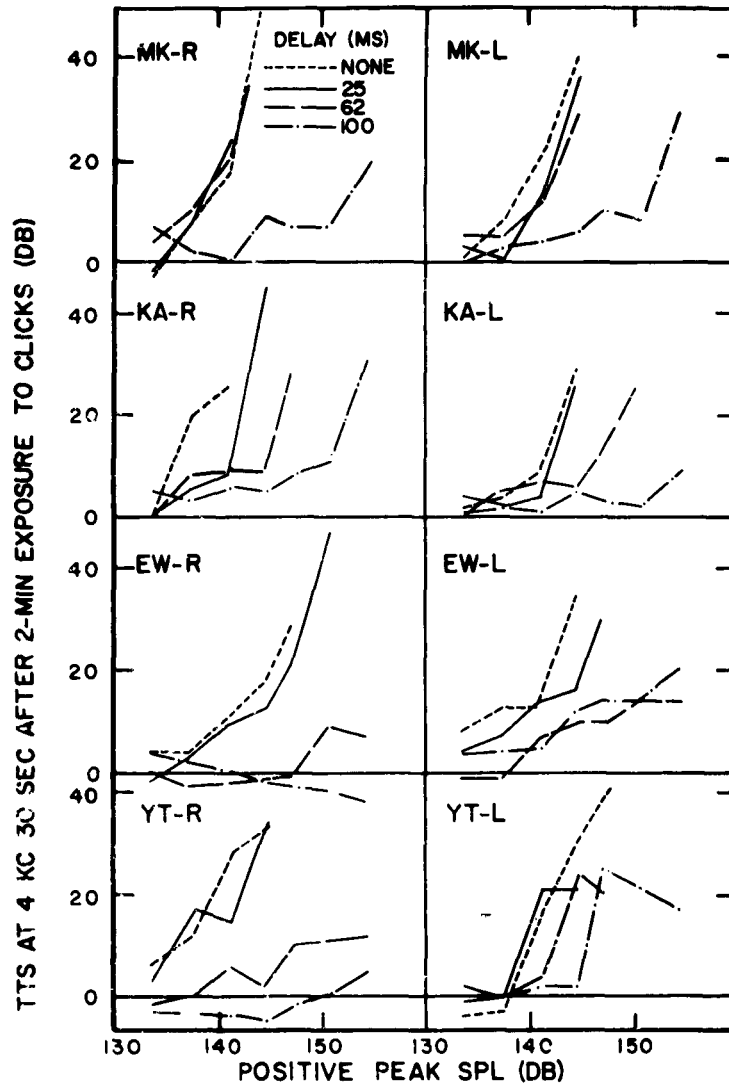 TTS AT 4 KC 30 SEC AFTER 2-MIN EXPOSURE TO CLICKS (DB)
MK-R
DELAY (MS)
NONE
25
62
100
MK-L
40
20
0
KA-R
KA-L
40
20
0
EW-R
EW-L
40
20
0
YT-R
YT-L
40
20
0
130 140 150 130 14C 150
POSITIVE PEAK SPL (DB)